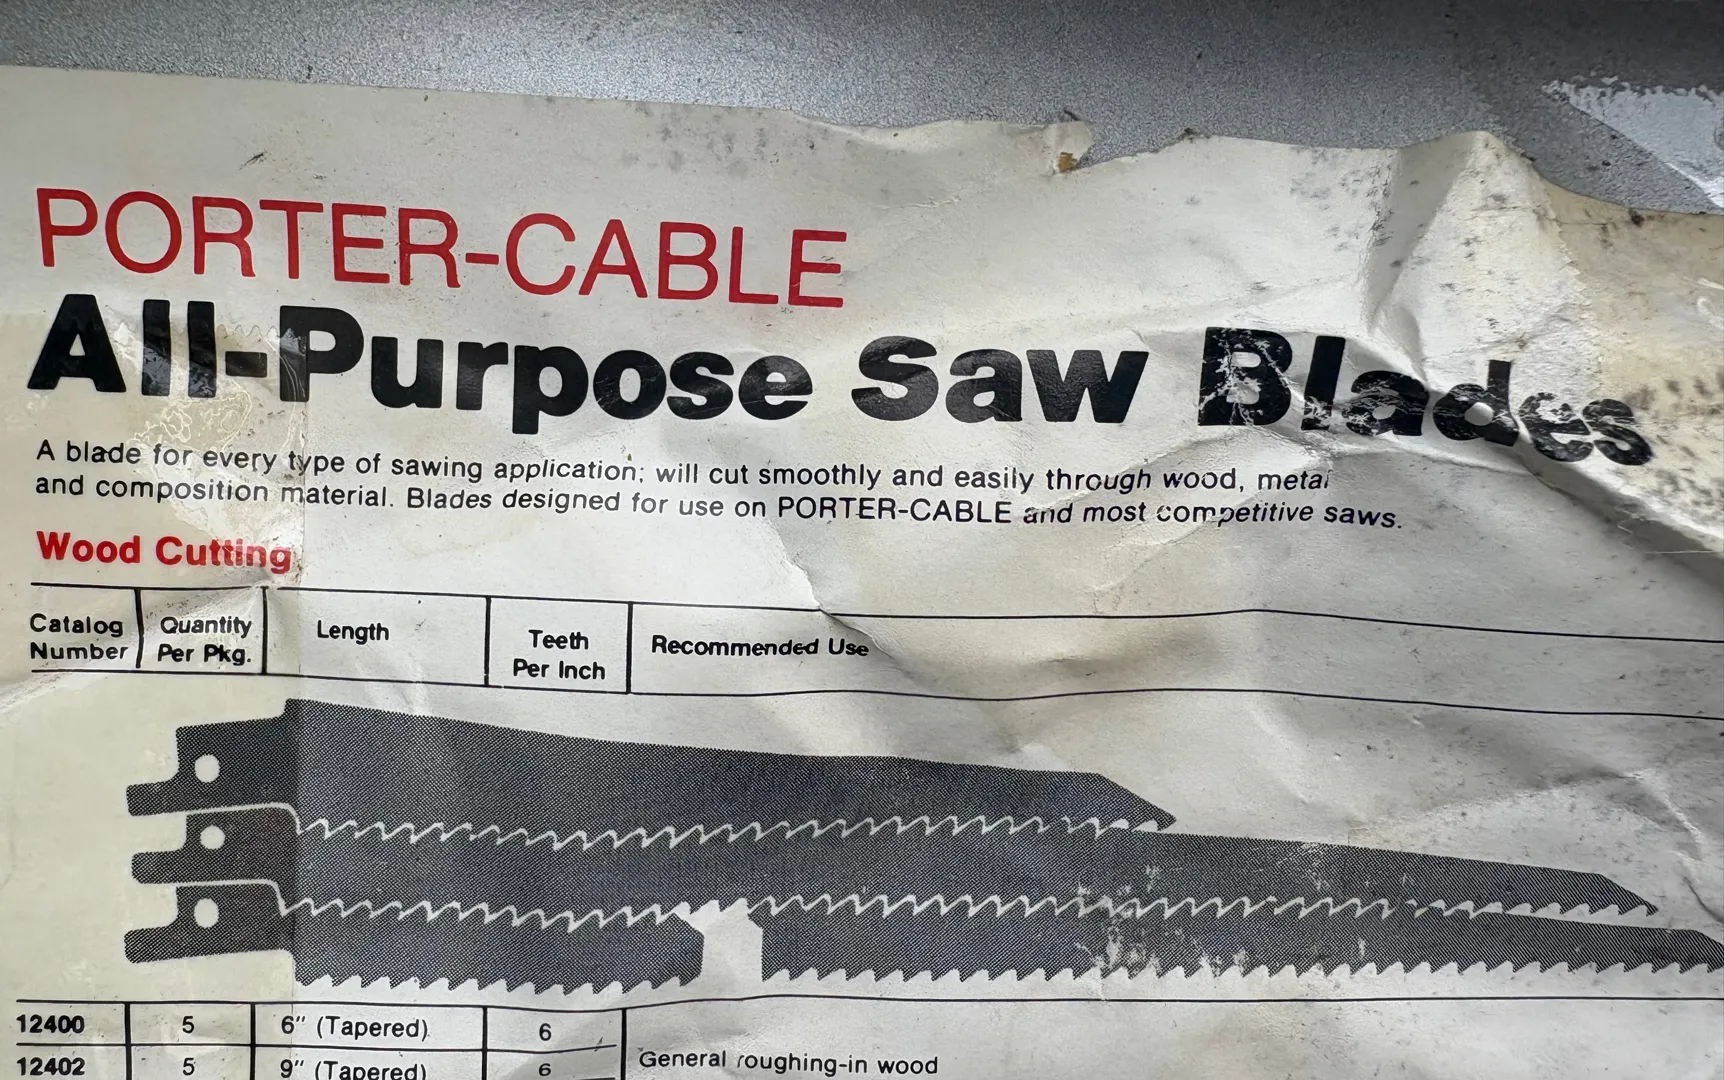 PORTER-CABLE
All-Purpose Saw Blades
A blade for every type of sawing application; will cut smoothly and easily through wood, metal
and composition material. Blades designed for use on PORTER-CABLE and most competitive saws.
Wood Cutting
Catalog Number Quantity Per Pkg. Length Teeth Per Inch Recommended Use
12400 5 6" (Tapered) 6
General roughing-in wood
12402 5 9" (Tapered) 6